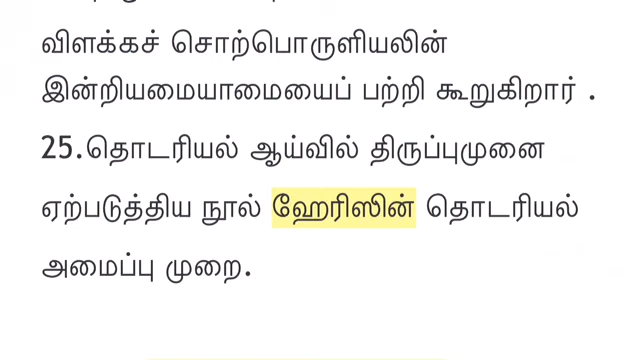 விளக்கச் சொற்பொருளியலின்
இன்றியமையாமையைப் பற்றி கூறுகிறார் .
25.தொடரியல் ஆய்வில் திருப்புமுனை
ஏற்படுத்திய நூல் ஹேரிஸின் தொடரியல்
அமைப்பு முறை.